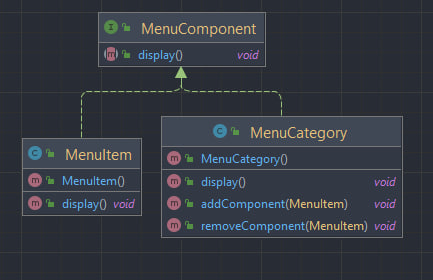 MenuComponent
display() void
MenuItem
MenuItem()
display() void
MenuCategory
MenuCategory()
display() void
addComponent(MenuItem) void
removeComponent(MenuItem) void